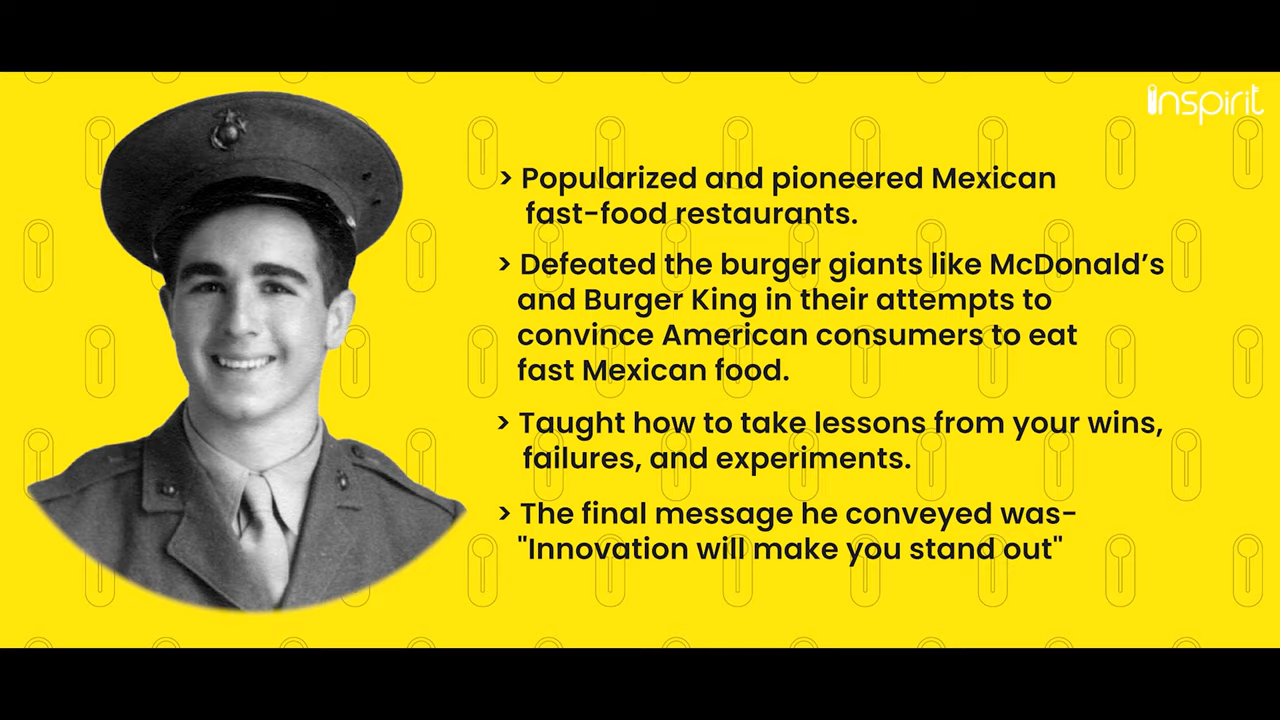 Inspirit
> Popularized and pioneered Mexican
fast-food restaurants.
> Defeated the burger giants like McDonald's
and Burger King in their attempts to
convince American consumers to eat
fast Mexican food.
> Taught how to take lessons from your wins,
failures, and experiments.
> The final message he conveyed was-
"Innovation will make you stand out"